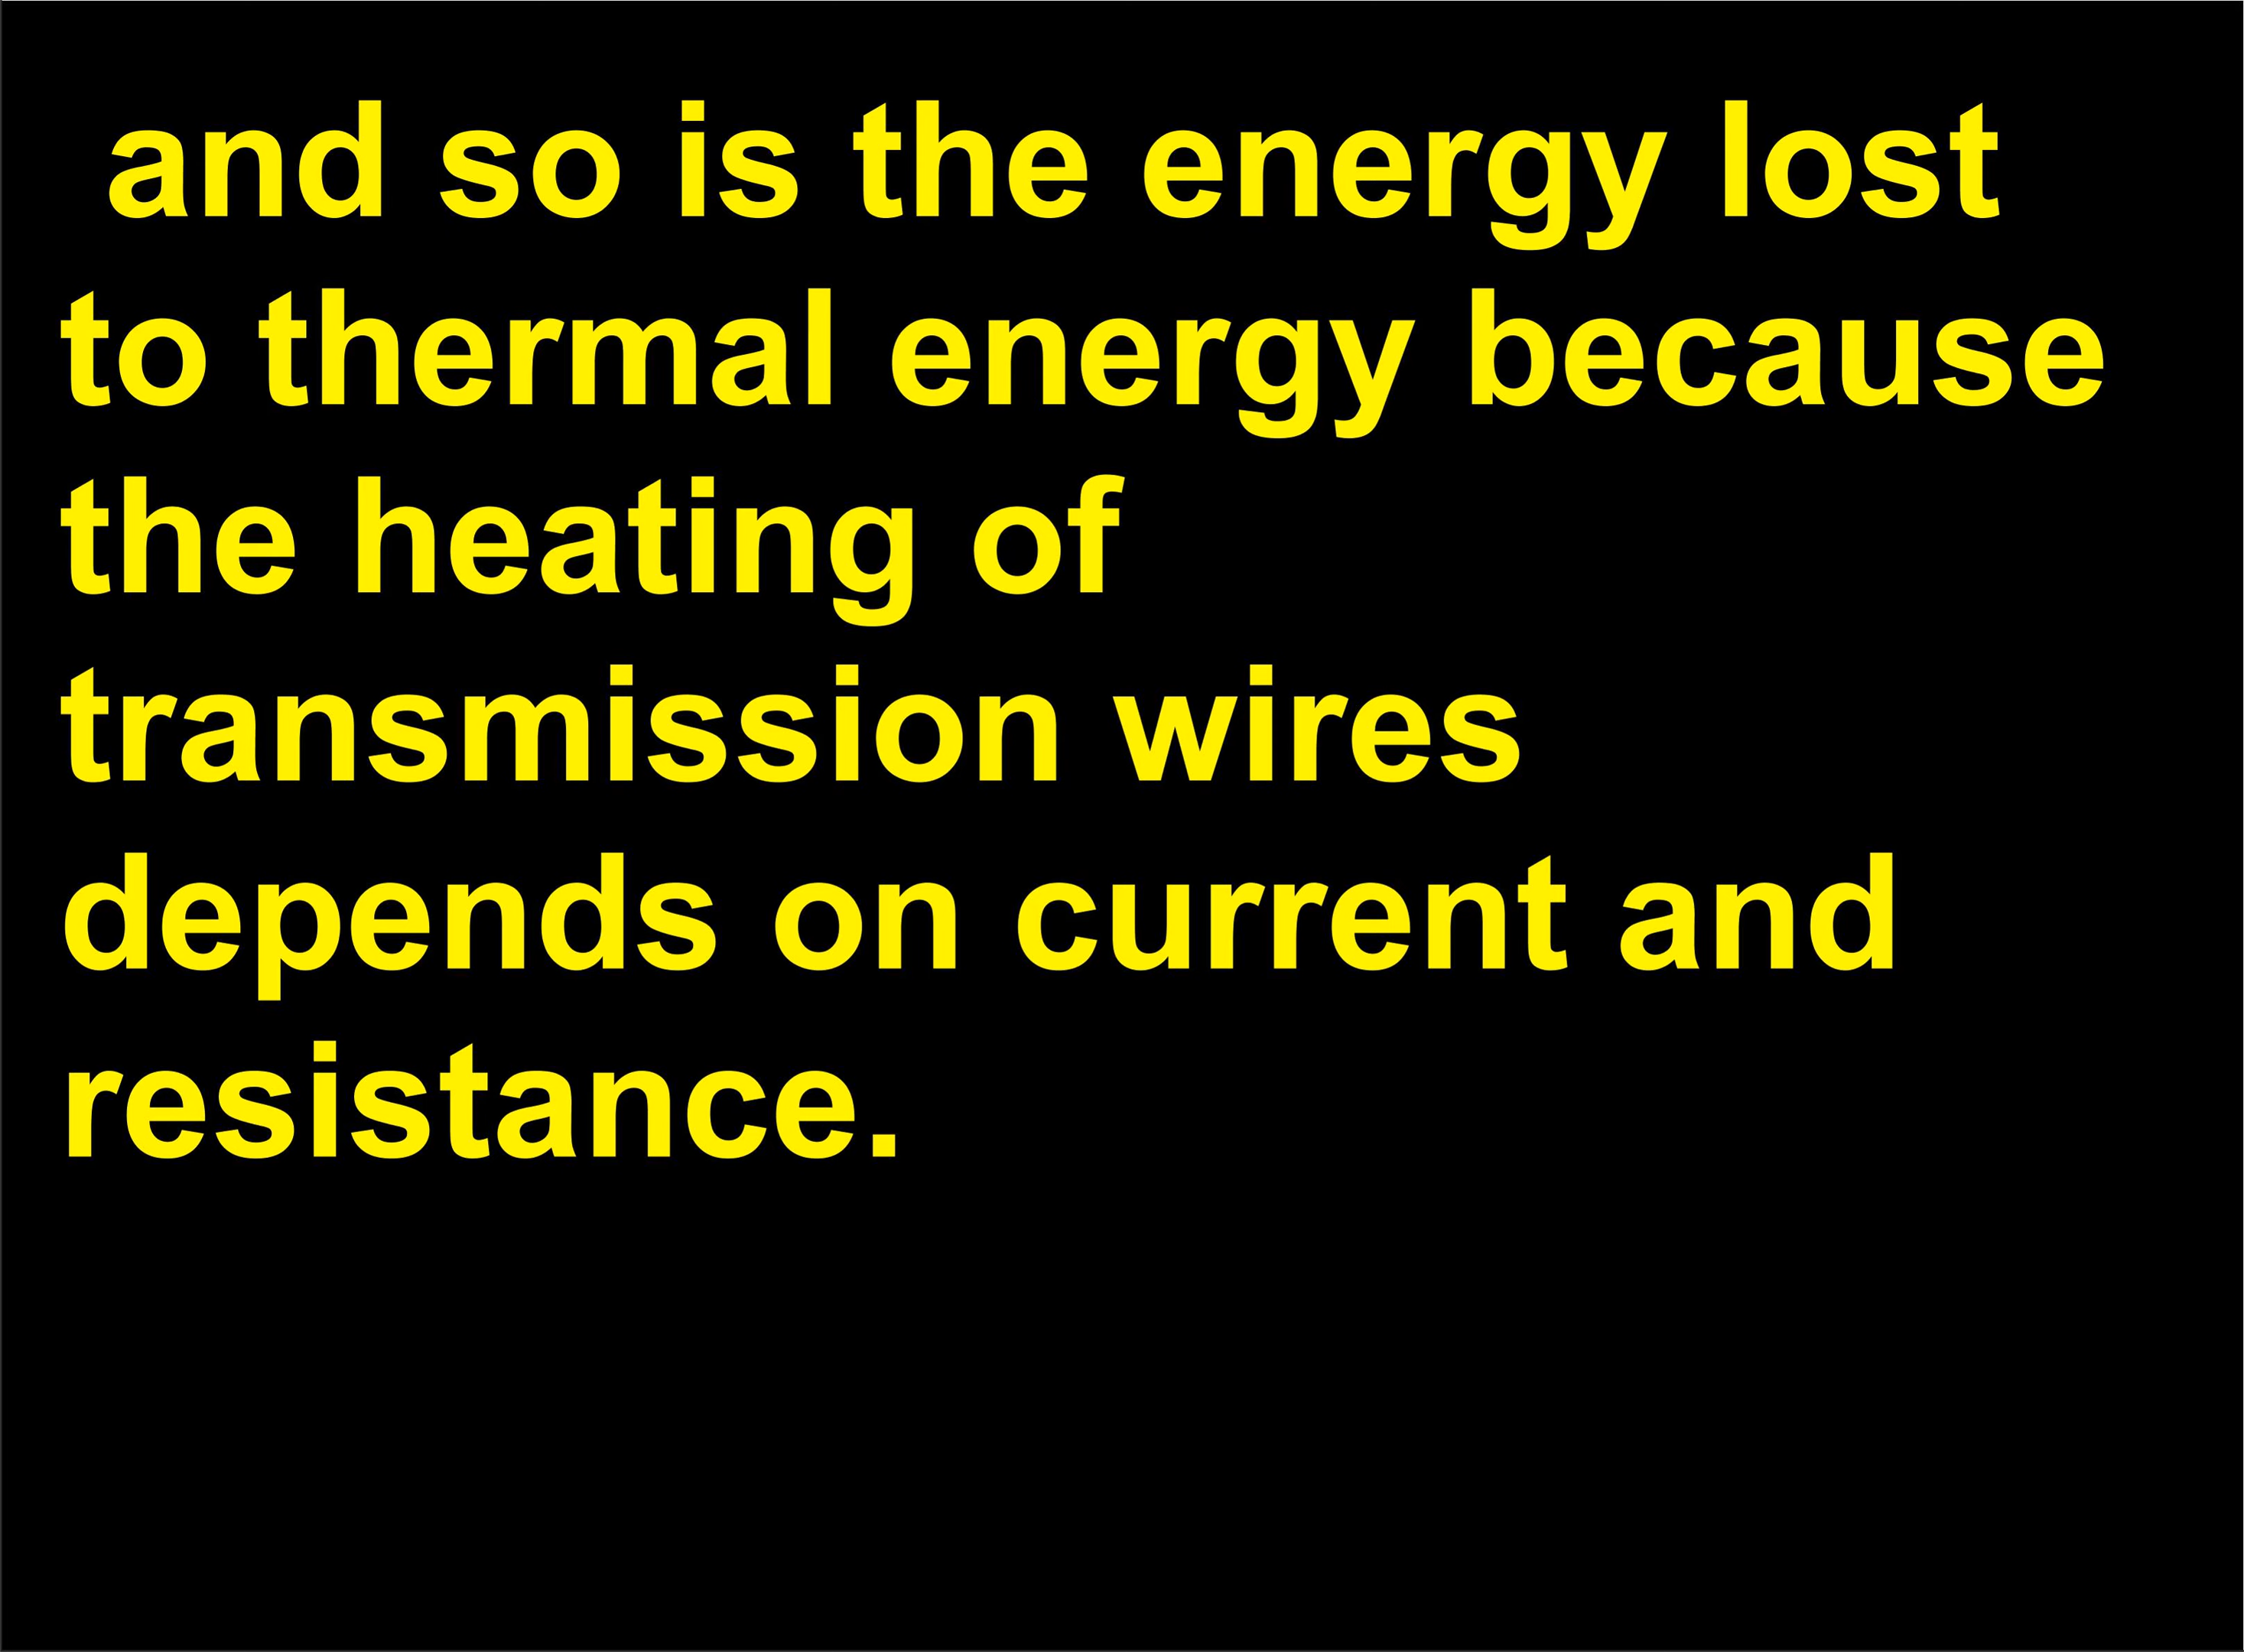 and so is the energy lost
to thermal energy because
the heating of
transmission wires
depends on current and
resistance.